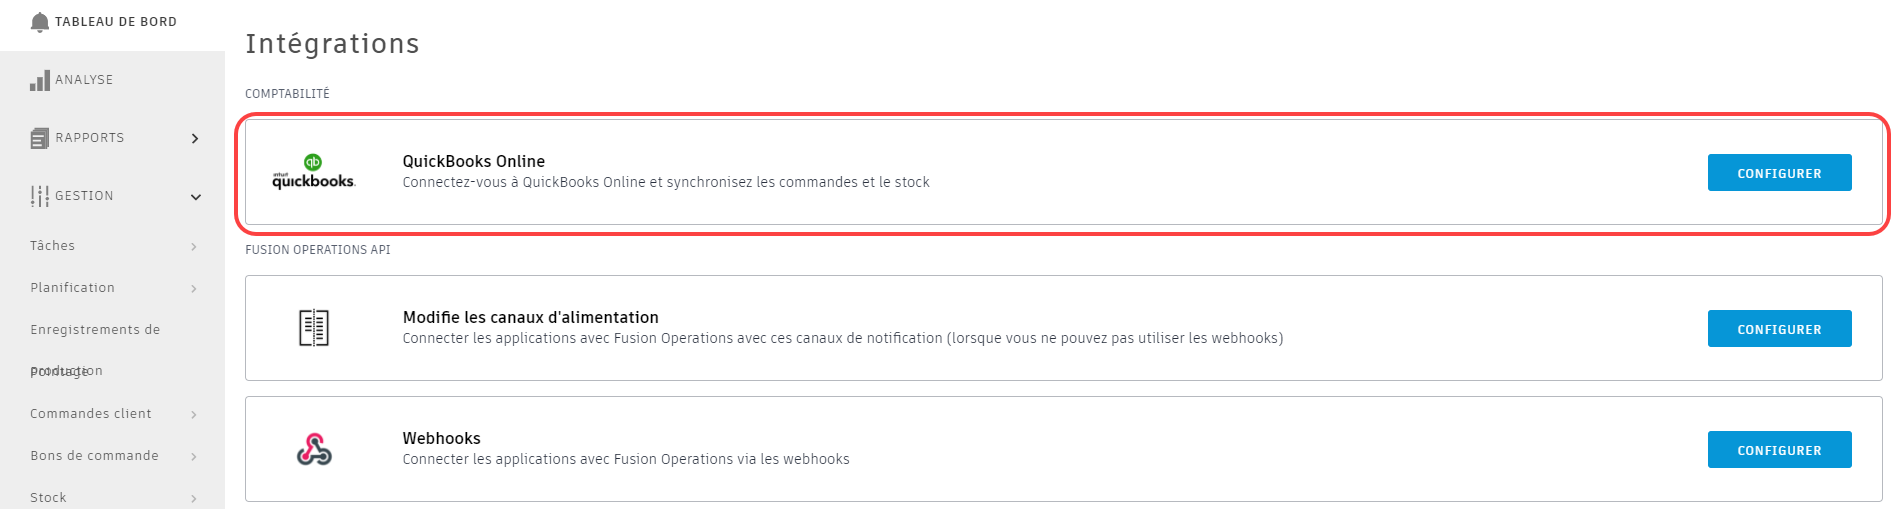 TABLEAU DE BORD
ANALYSE
RAPPORTS
GESTION
Tâches
Planification
Enregistrements de
production
Pointage
Commandes client
Bons de commande
Stock
Intégrations
COMPTABILITÉ
qb
intuit
quickbooks.
QuickBooks Online
Connectez-vous à QuickBooks Online et synchronisez les commandes et le stock
CONFIGURER
FUSION OPERATIONS API
Modifie les canaux d'alimentation
Connecter les applications avec Fusion Operations avec ces canaux de notification (lorsque vous ne pouvez pas utiliser les webhooks)
CONFIGURER
Webhooks
Connecter les applications avec Fusion Operations via les webhooks
CONFIGURER